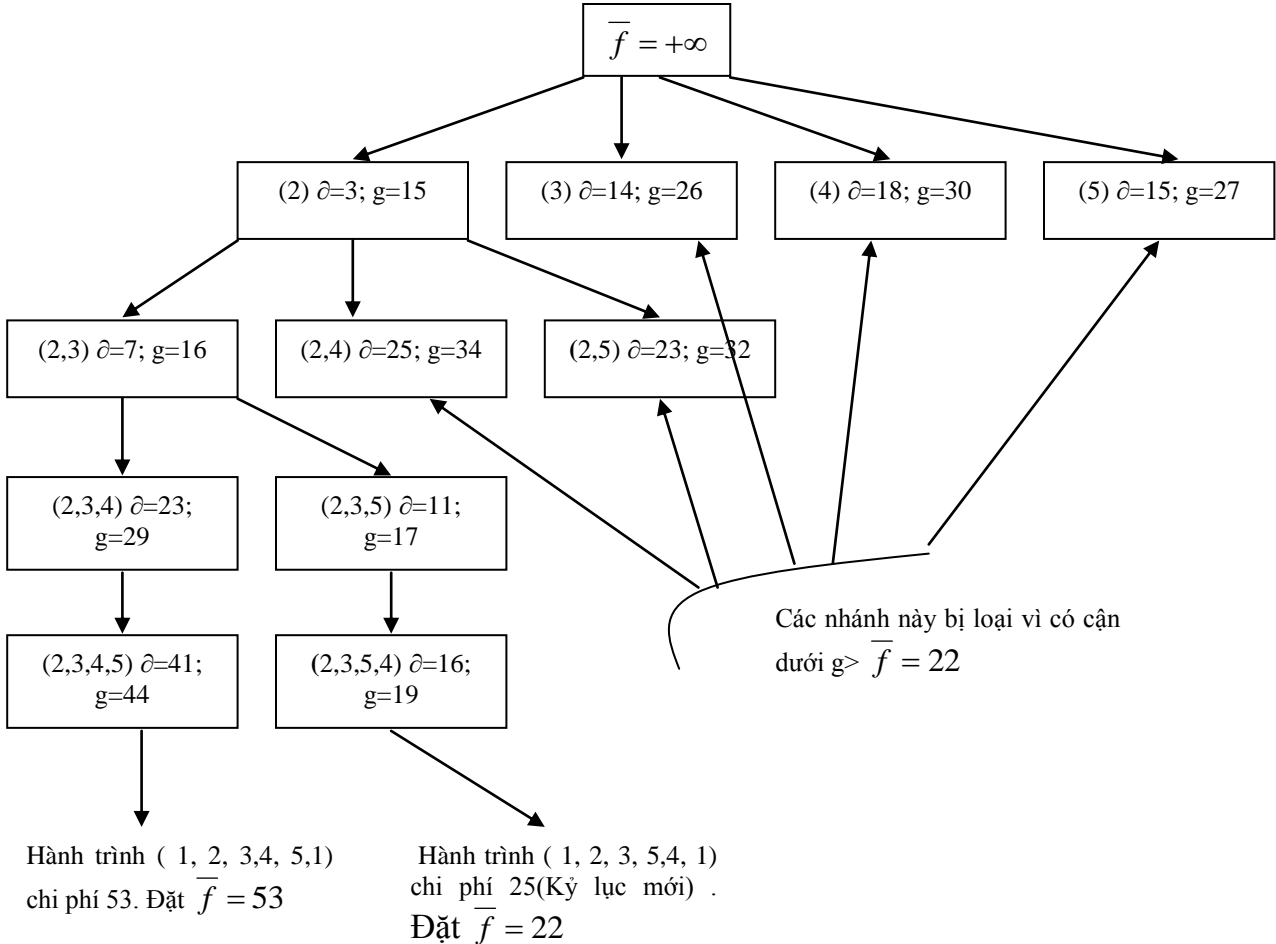 f̅ = +∞
(2) ∂=3; g=15
(3) ∂=14; g=26
(4) ∂=18; g=30
(5) ∂=15; g=27
(2,3) ∂=7; g=16
(2,4) ∂=25; g=34
(2,5) ∂=23; g=32
(2,3,4) ∂=23;
g=29
(2,3,5) ∂=11;
g=17
(2,3,4,5) ∂=41;
g=44
(2,3,5,4) ∂=16;
g=19
Các nhánh này bị loại vì có cận
dưới g> f̅ = 22
Hành trình ( 1, 2, 3,4, 5,1)
chi phí 53. Đặt f̅ = 53
Hành trình ( 1, 2, 3, 5,4, 1)
chi phí 25(Kỷ lục mới) .
Đặt f̅ = 22